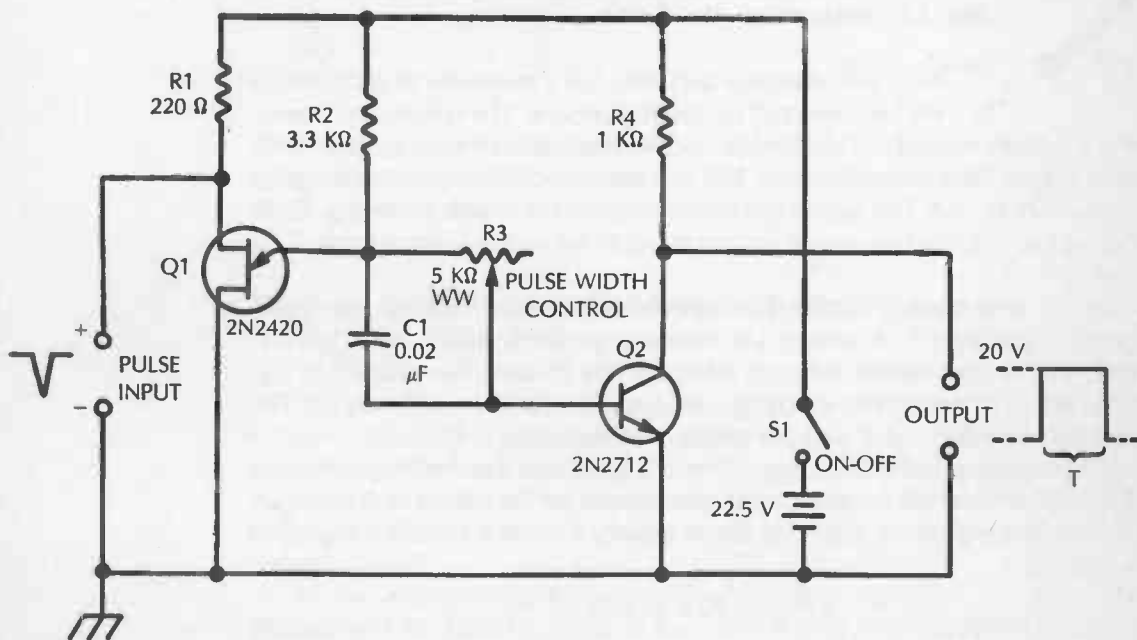 R1
220 Ω
R2
3.3 KΩ
R4
1 KΩ
R3
5 KΩ
WW
PULSE WIDTH
CONTROL
Q1
2N2420
C1
0.02
μF
Q2
2N2712
+
PULSE
INPUT
−
S1
ON-OFF
22.5 V
20 V
OUTPUT
T